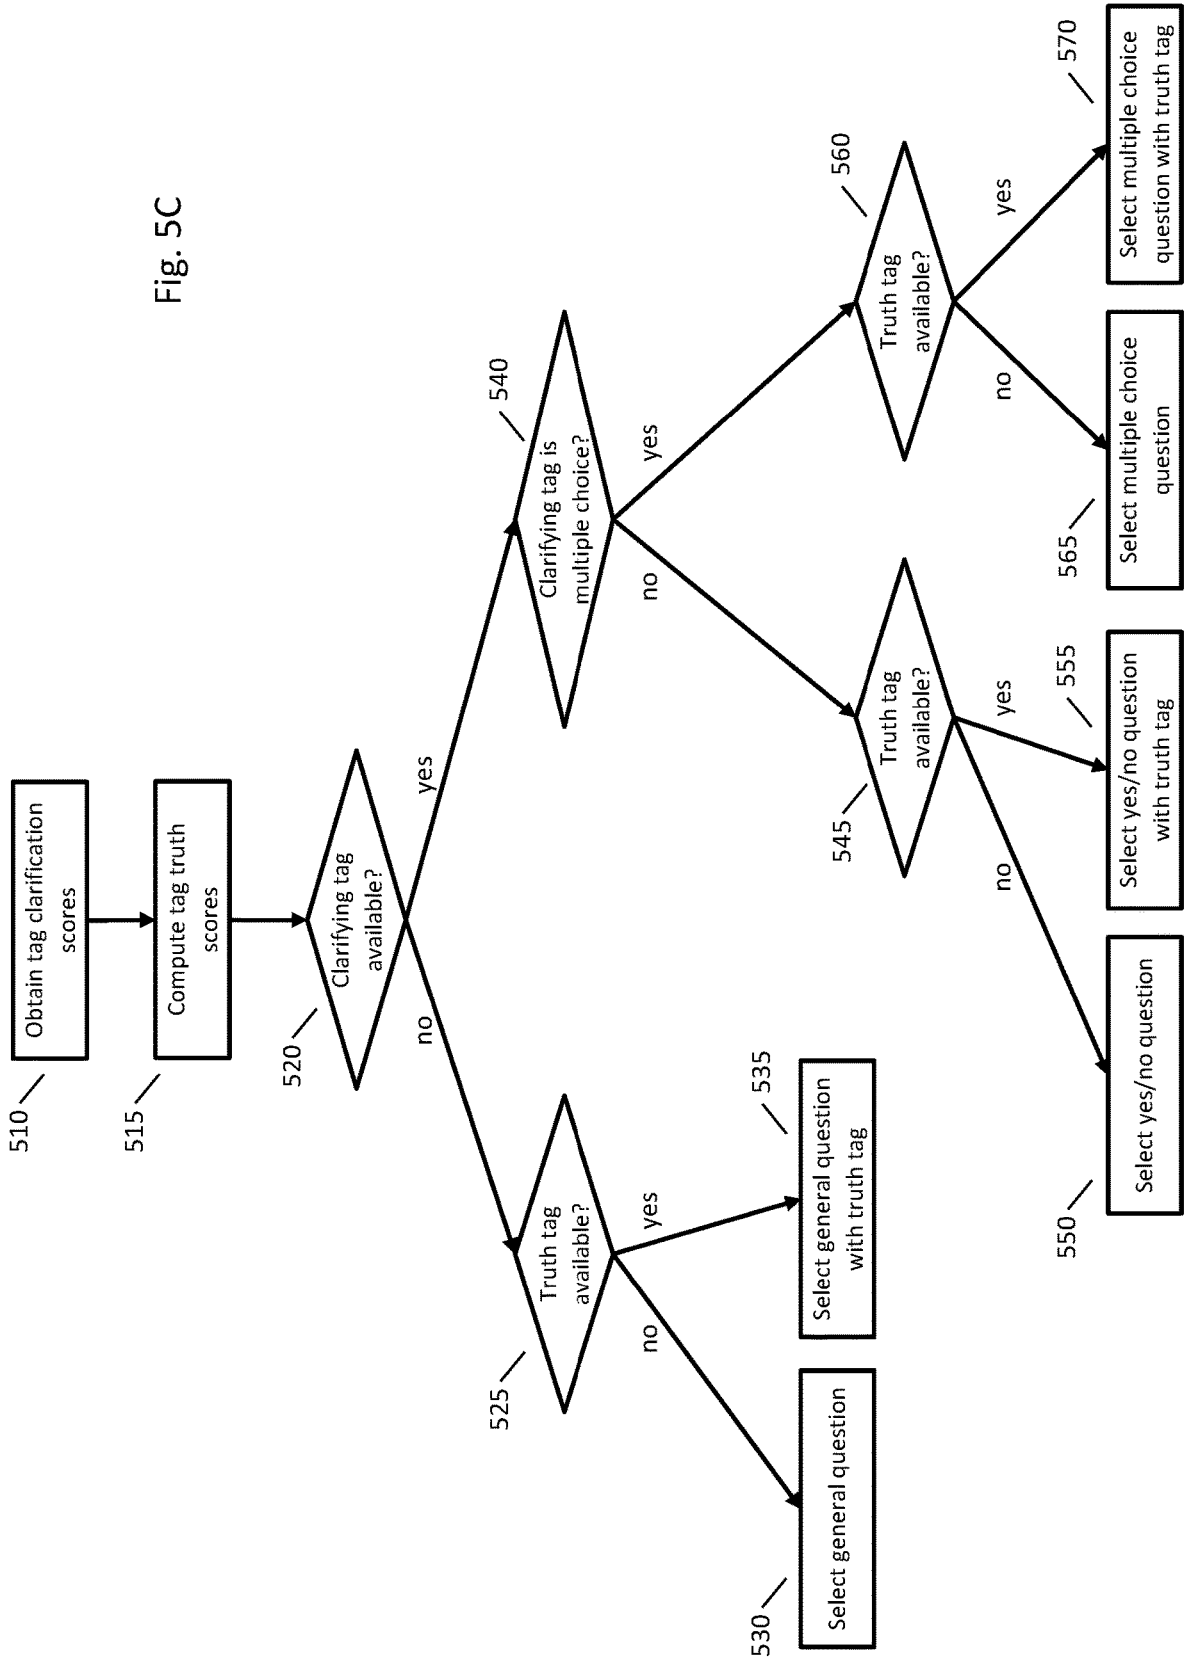 Fig. 5C
510
Obtain tag clarification
scores
515
Compute tag truth
scores
520
Clarifying tag
available?
no
yes
525
Truth tag
available?
540
Clarifying tag is
multiple choice?
no
yes
no
yes
530
Select general question
535
Select general question
with truth tag
545
Truth tag
available?
560
Truth tag
available?
no
yes
no
yes
550
Select yes/no question
555
Select yes/no question
with truth tag
565
Select multiple choice
question
570
Select multiple choice
question with truth tag